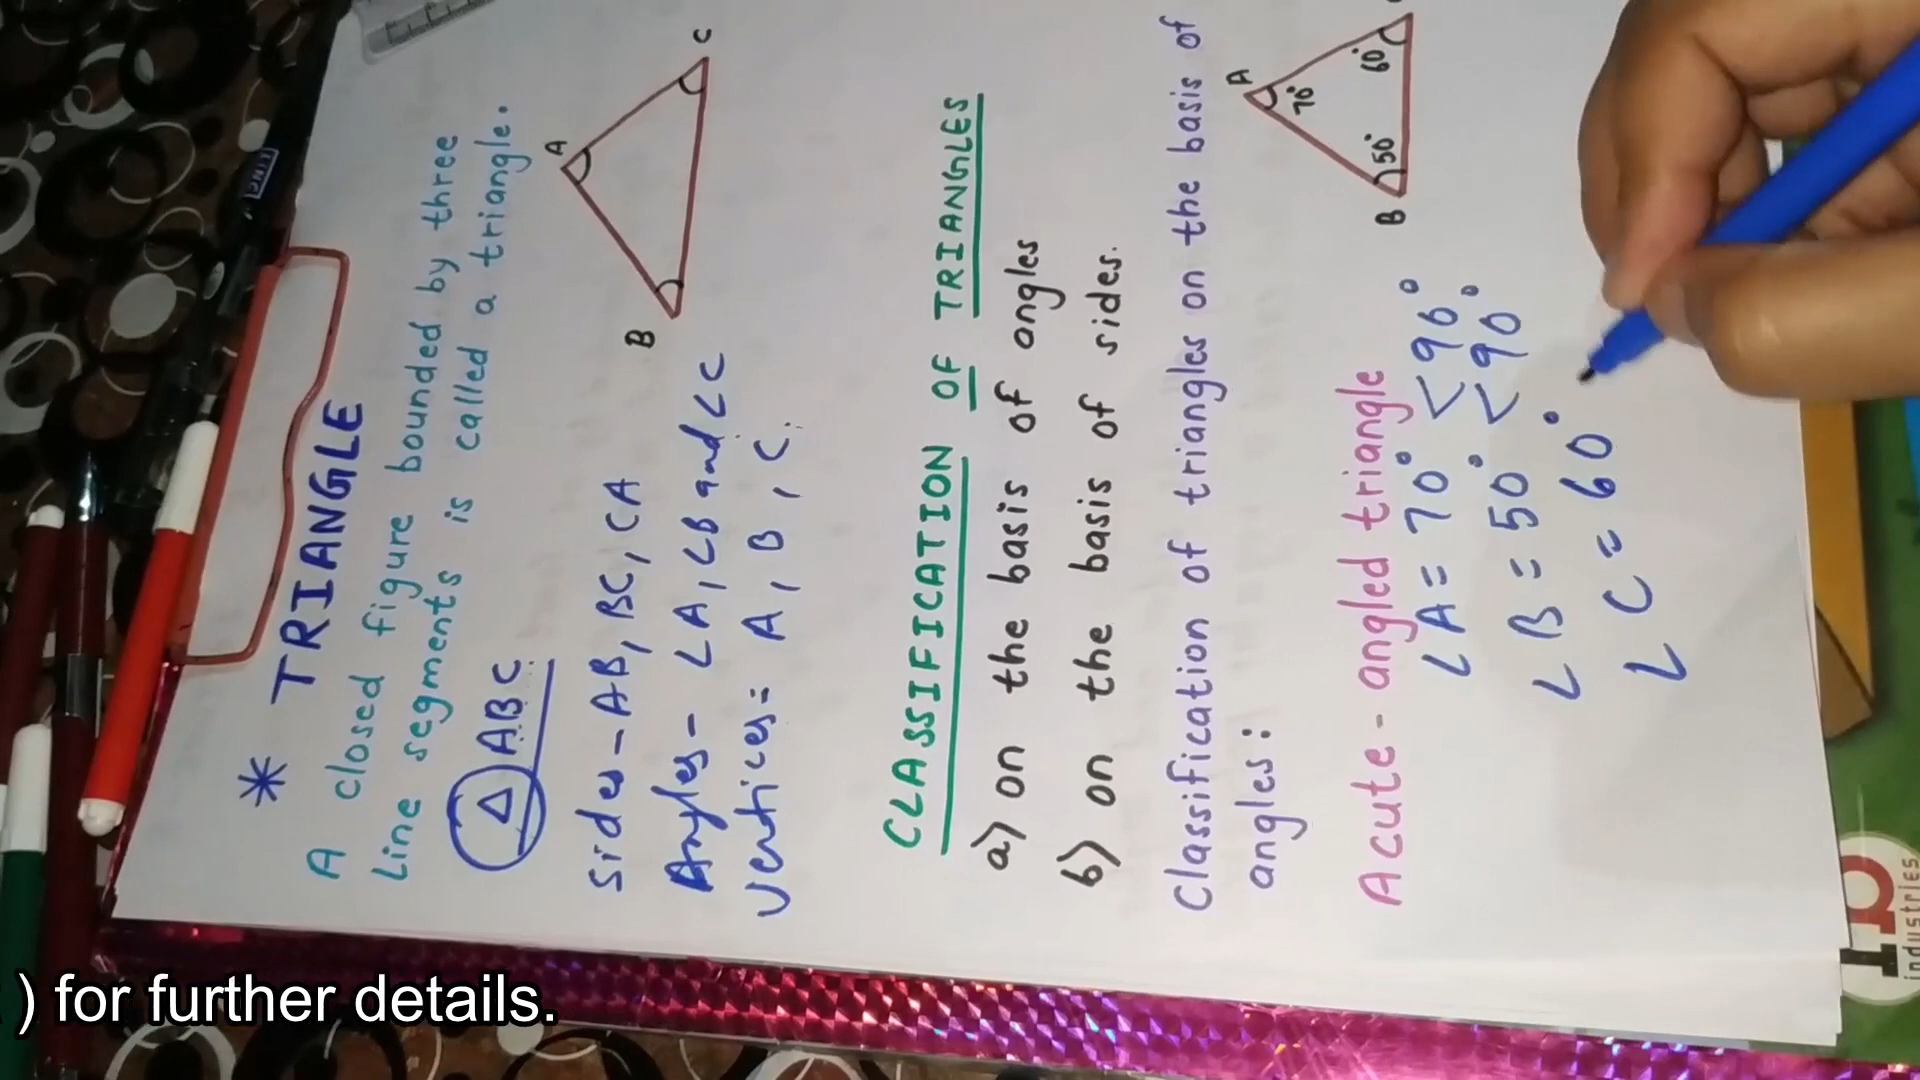 * TRIANGLE
A closed figure bounded by three
Line segments is called a triangle.
△ ABC
A
B
C
Sides - AB, BC, CA
Angles - ∠A, ∠B and ∠C
Vertices = A, B, C
CLASSIFICATION OF TRIANGLES
a) on the basis of angles
b) on the basis of sides.
Classification of triangles on the basis of
angles:
Acute - angled triangle
A
70°
B
50°
60°
∠A = 70° < 90°
∠B = 50° < 90°
∠C = 60°
KING
industries
) for further details.